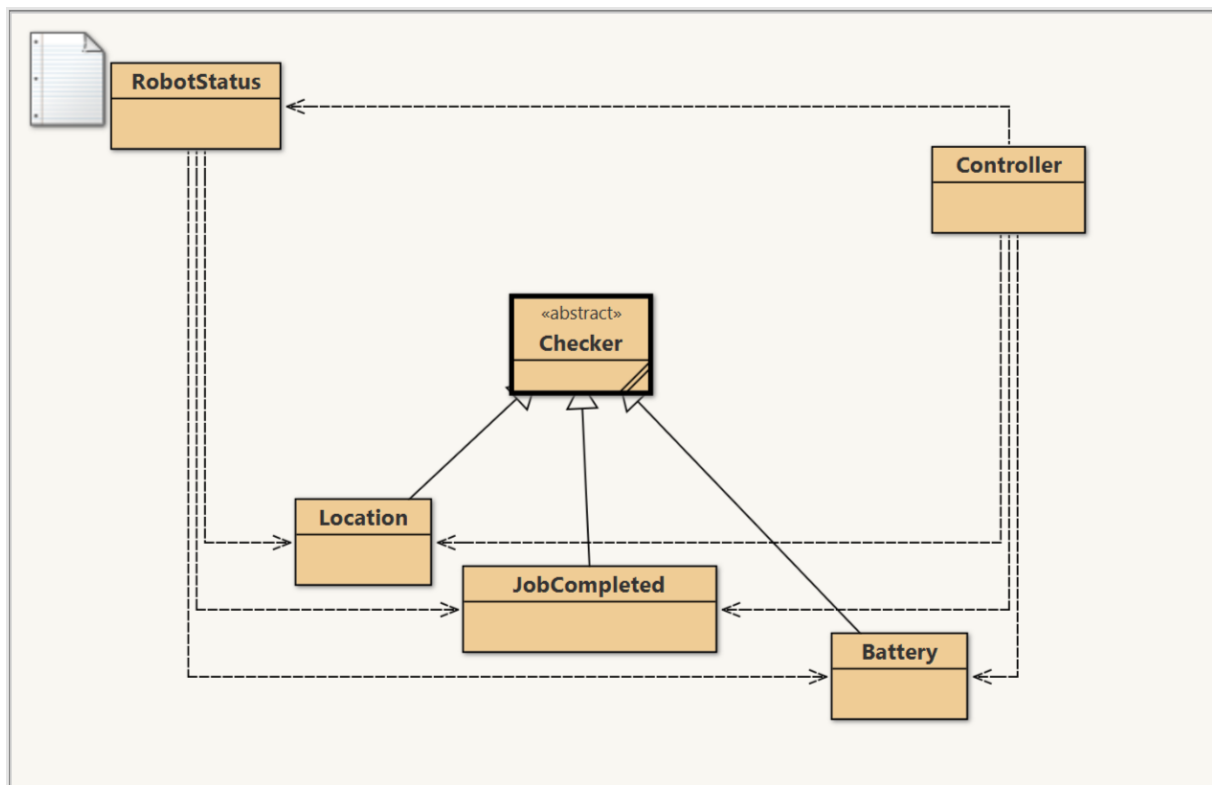 RobotStatus
Controller
«abstract»
Checker
Location
JobCompleted
Battery